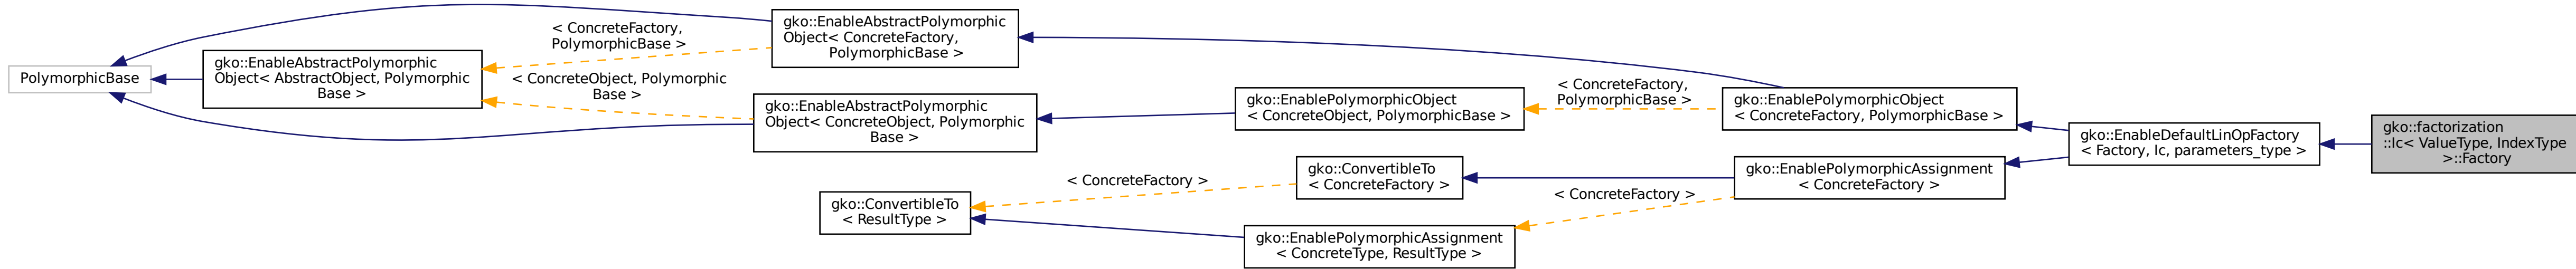 PolymorphicBase
gko::EnableAbstractPolymorphic
Object< AbstractObject, Polymorphic
Base >
< ConcreteFactory,
PolymorphicBase >
< ConcreteObject, Polymorphic
Base >
gko::EnableAbstractPolymorphic
Object< ConcreteFactory,
PolymorphicBase >
gko::EnableAbstractPolymorphic
Object< ConcreteObject, Polymorphic
Base >
gko::ConvertibleTo
< ResultType >
< ConcreteFactory >
gko::EnablePolymorphicObject
< ConcreteObject, PolymorphicBase >
gko::ConvertibleTo
< ConcreteFactory >
gko::EnablePolymorphicAssignment
< ConcreteType, ResultType >
< ConcreteFactory,
PolymorphicBase >
< ConcreteFactory >
gko::EnablePolymorphicObject
< ConcreteFactory, PolymorphicBase >
gko::EnablePolymorphicAssignment
< ConcreteFactory >
gko::EnableDefaultLinOpFactory
< Factory, Ic, parameters_type >
gko::factorization
::Ic< ValueType, IndexType
>::Factory